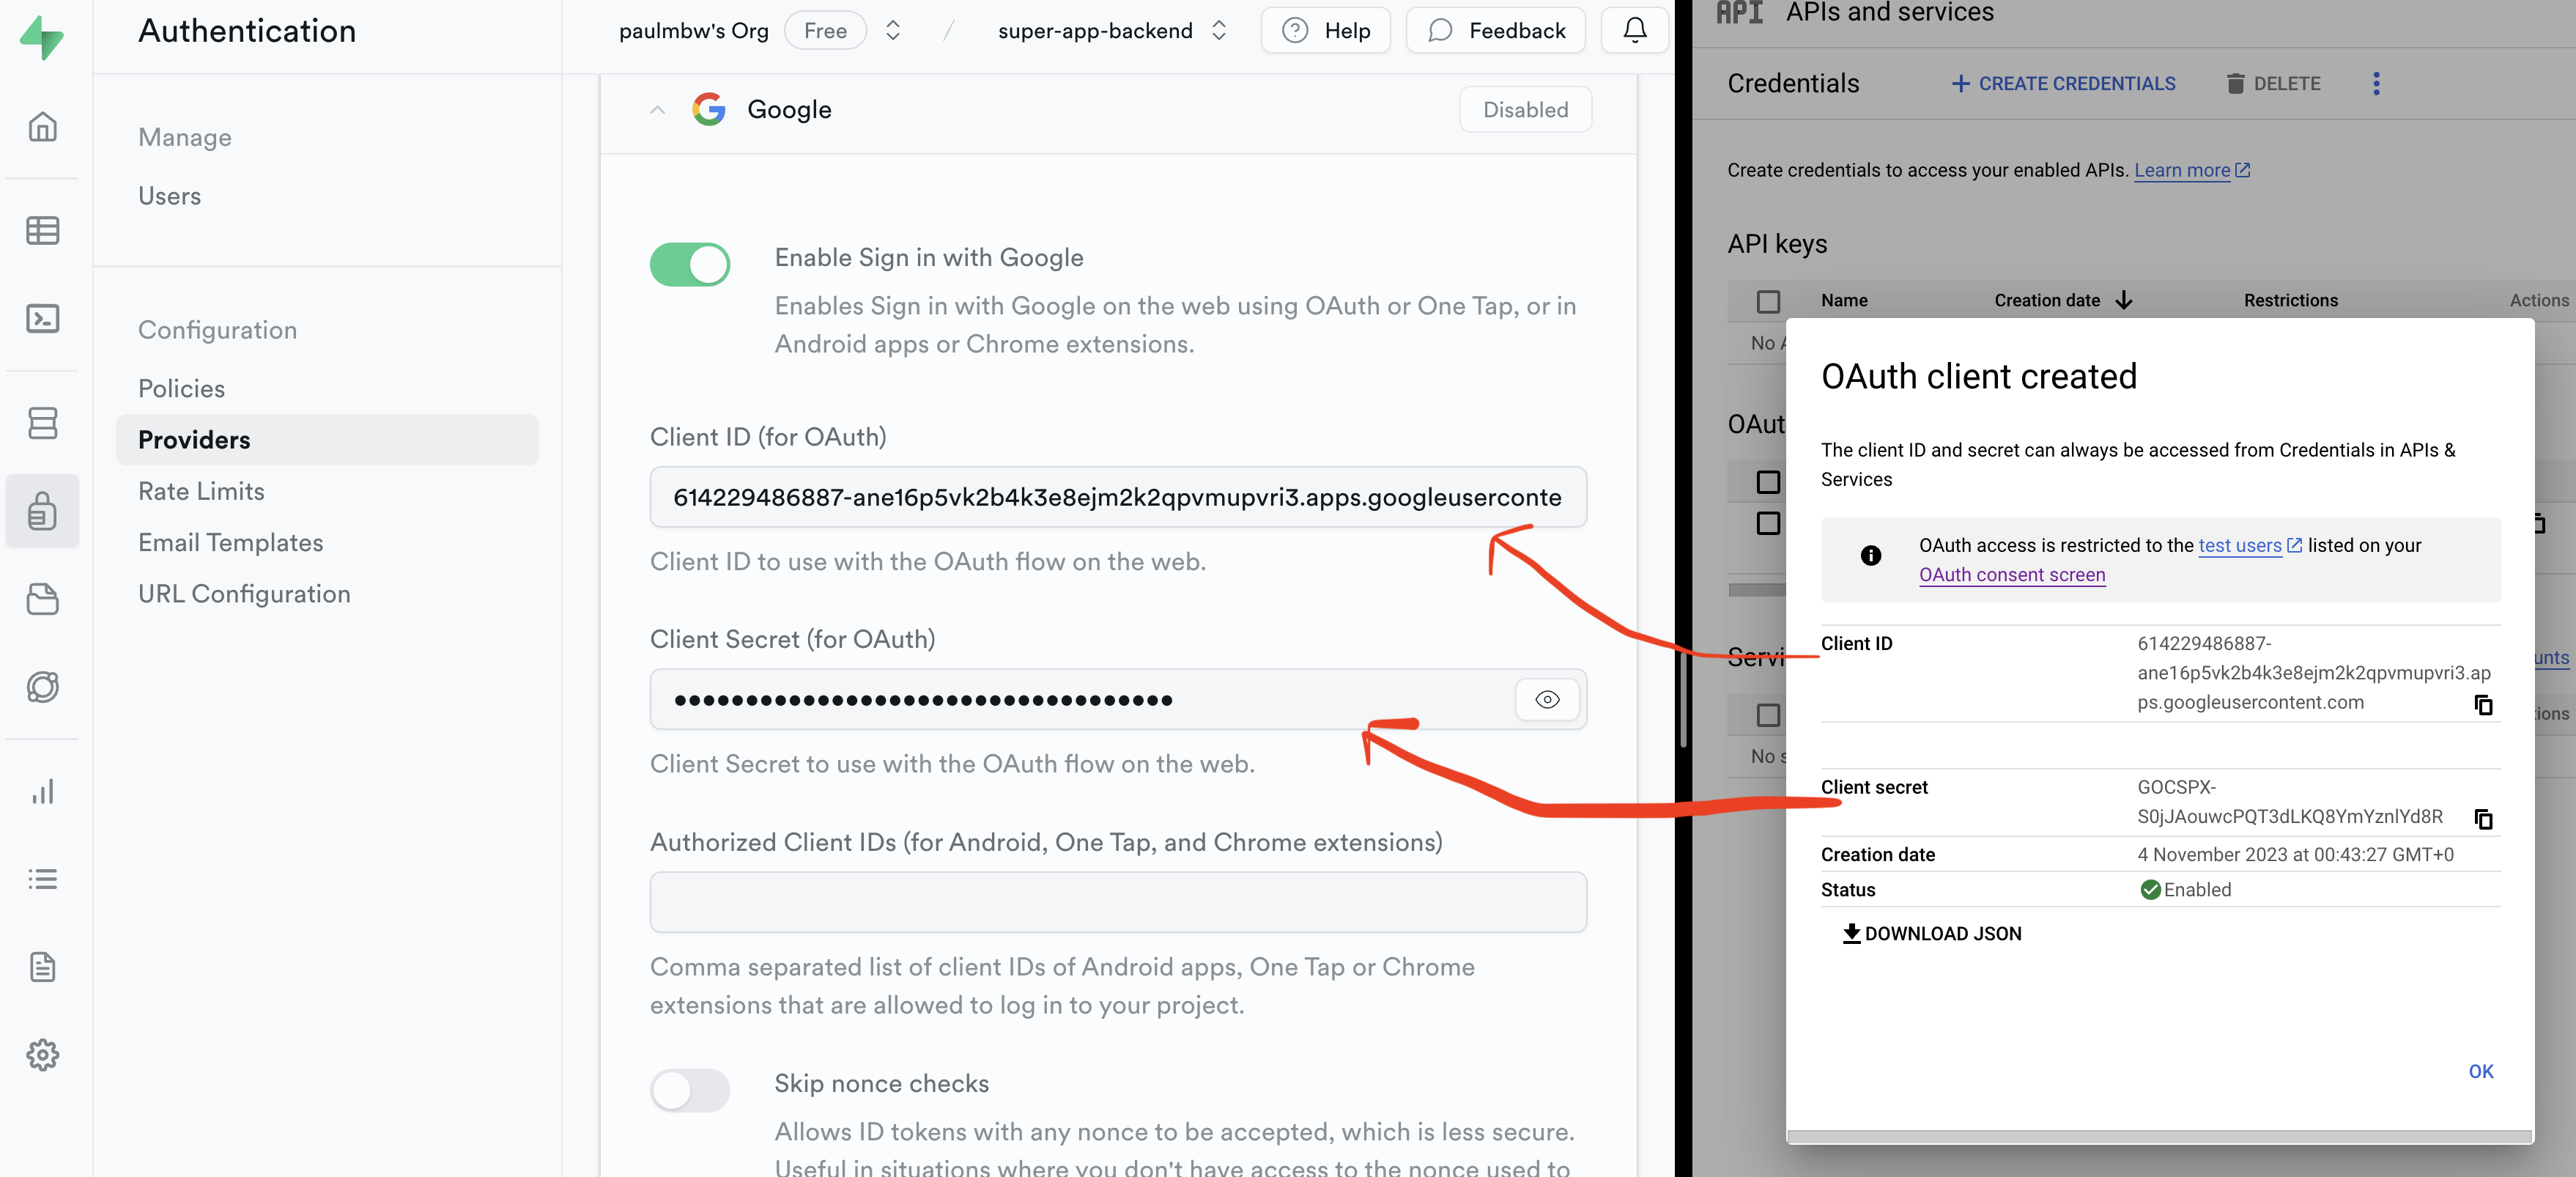 Authentication
paulmbw's Org Free / super-app-backend Help Feedback
Manage
Users
Configuration
Policies
Providers
Rate Limits
Email Templates
URL Configuration
Google Disabled
Enable Sign in with Google
Enables Sign in with Google on the web using OAuth or One Tap, or in
Android apps or Chrome extensions.
Client ID (for OAuth)
614229486887-ane16p5vk2b4k3e8ejm2k2qpvmupvri3.apps.googleuserconte
Client ID to use with the OAuth flow on the web.
Client Secret (for OAuth)
Client Secret to use with the OAuth flow on the web.
Authorized Client IDs (for Android, One Tap, and Chrome extensions)
Comma separated list of client IDs of Android apps, One Tap or Chrome
extensions that are allowed to log in to your project.
Skip nonce checks
Allows ID tokens with any nonce to be accepted, which is less secure.
Useful in situations where you don't have access to the nonce used to
API APIs and services
Credentials + CREATE CREDENTIALS DELETE
Create credentials to access your enabled APIs. Learn more
API keys
Name Creation date Restrictions Actions
No A
OAut
Servi unts
tions
No s
OAuth client created
The client ID and secret can always be accessed from Credentials in APIs &
Services
OAuth access is restricted to the test users listed on your
OAuth consent screen
Client ID 614229486887-
ane16p5vk2b4k3e8ejm2k2qpvmupvri3.ap
ps.googleusercontent.com
Client secret GOCSPX-
S0jJAouwcPQT3dLKQ8YmYznlYd8R
Creation date 4 November 2023 at 00:43:27 GMT+0
Status Enabled
DOWNLOAD JSON
OK